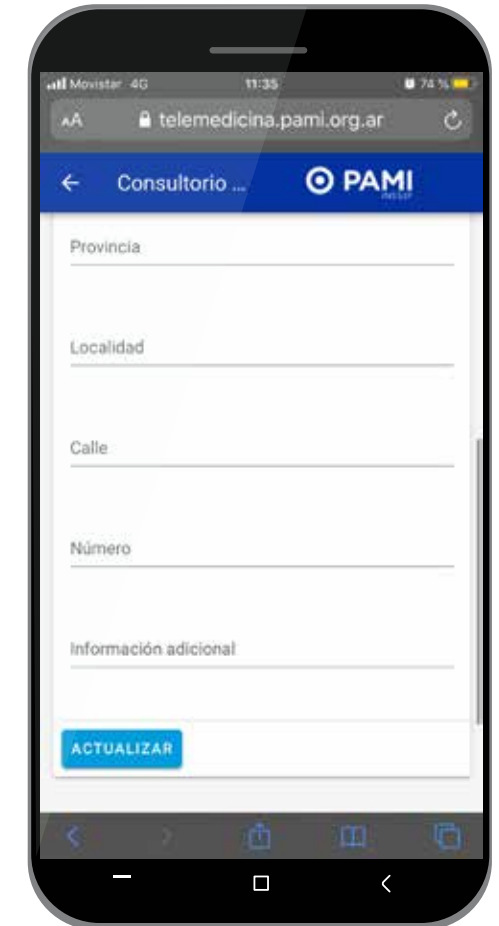 Movistar 4G 11:35 74 %
AA telemedicina.pami.org.ar
Consultorio ... PAMI
Provincia
Localidad
Calle
Número
Información adicional
ACTUALIZAR